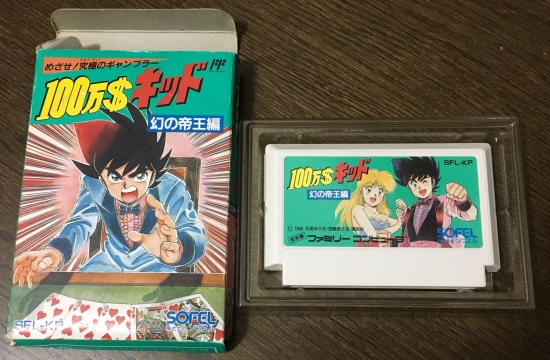 めざせ!究極のギャンブラー
100万$キッド
幻の帝王編
SFL-KP
SOFEL
100万$キッド
SFL-KP
幻の帝王編
ファミリーコンピュータ
SOFEL